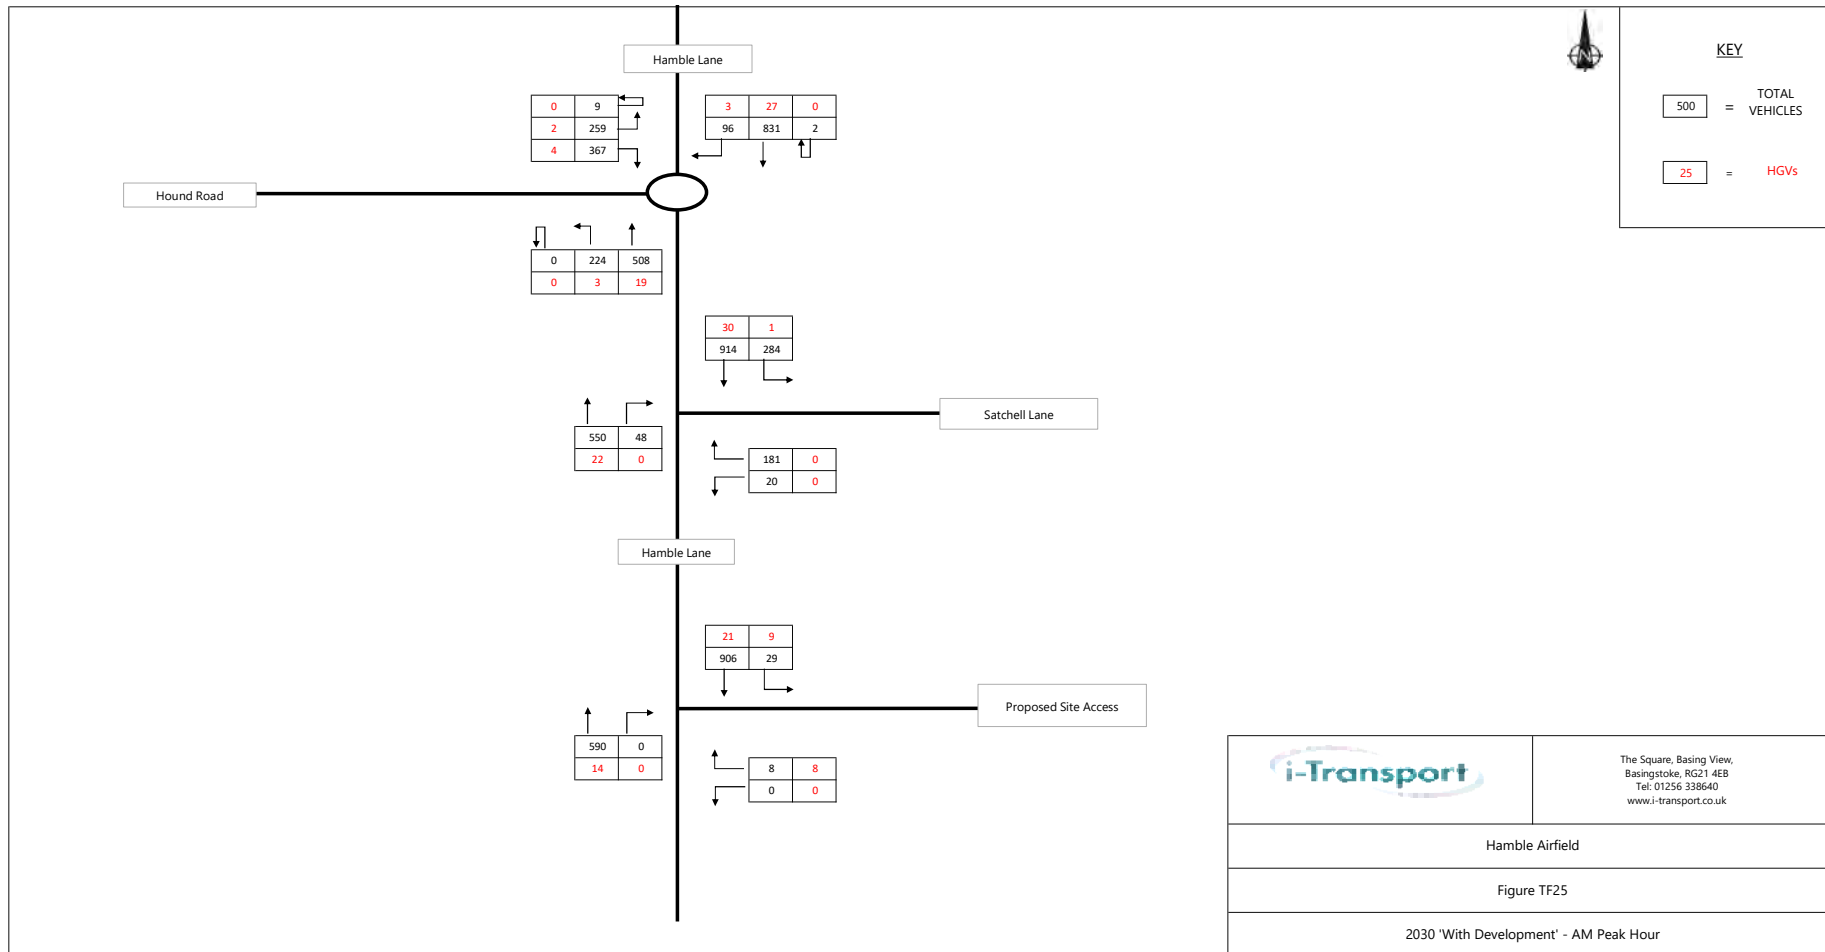 Hamble Lane
KEY
500 = TOTAL VEHICLES
25 = HGVs
0 9
2 259
4 367
3 27 0
96 831 2
Hound Road
0 224 508
0 3 19
30 1
914 284
Satchell Lane
550 48
22 0
181 0
20 0
Hamble Lane
21 9
906 29
Proposed Site Access
590 0
14 0
8 8
0 0
i-Transport
The Square, Basing View,
Basingstoke, RG21 4EB
Tel: 01256 338640
www.i-transport.co.uk
Hamble Airfield
Figure TF25
2030 'With Development' - AM Peak Hour